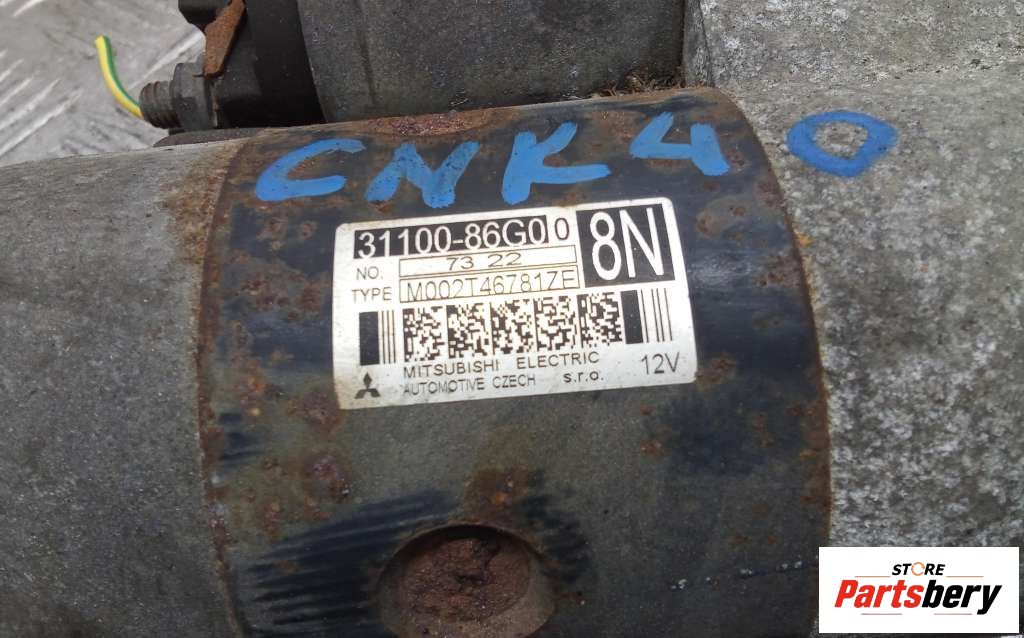 CNK40
31100-86G00
8N
NO. 73 22
TYPE M002T46781ZE
MITSUBISHI ELECTRIC
AUTOMOTIVE CZECH s.r.o.
12V
STORE
Partsbery